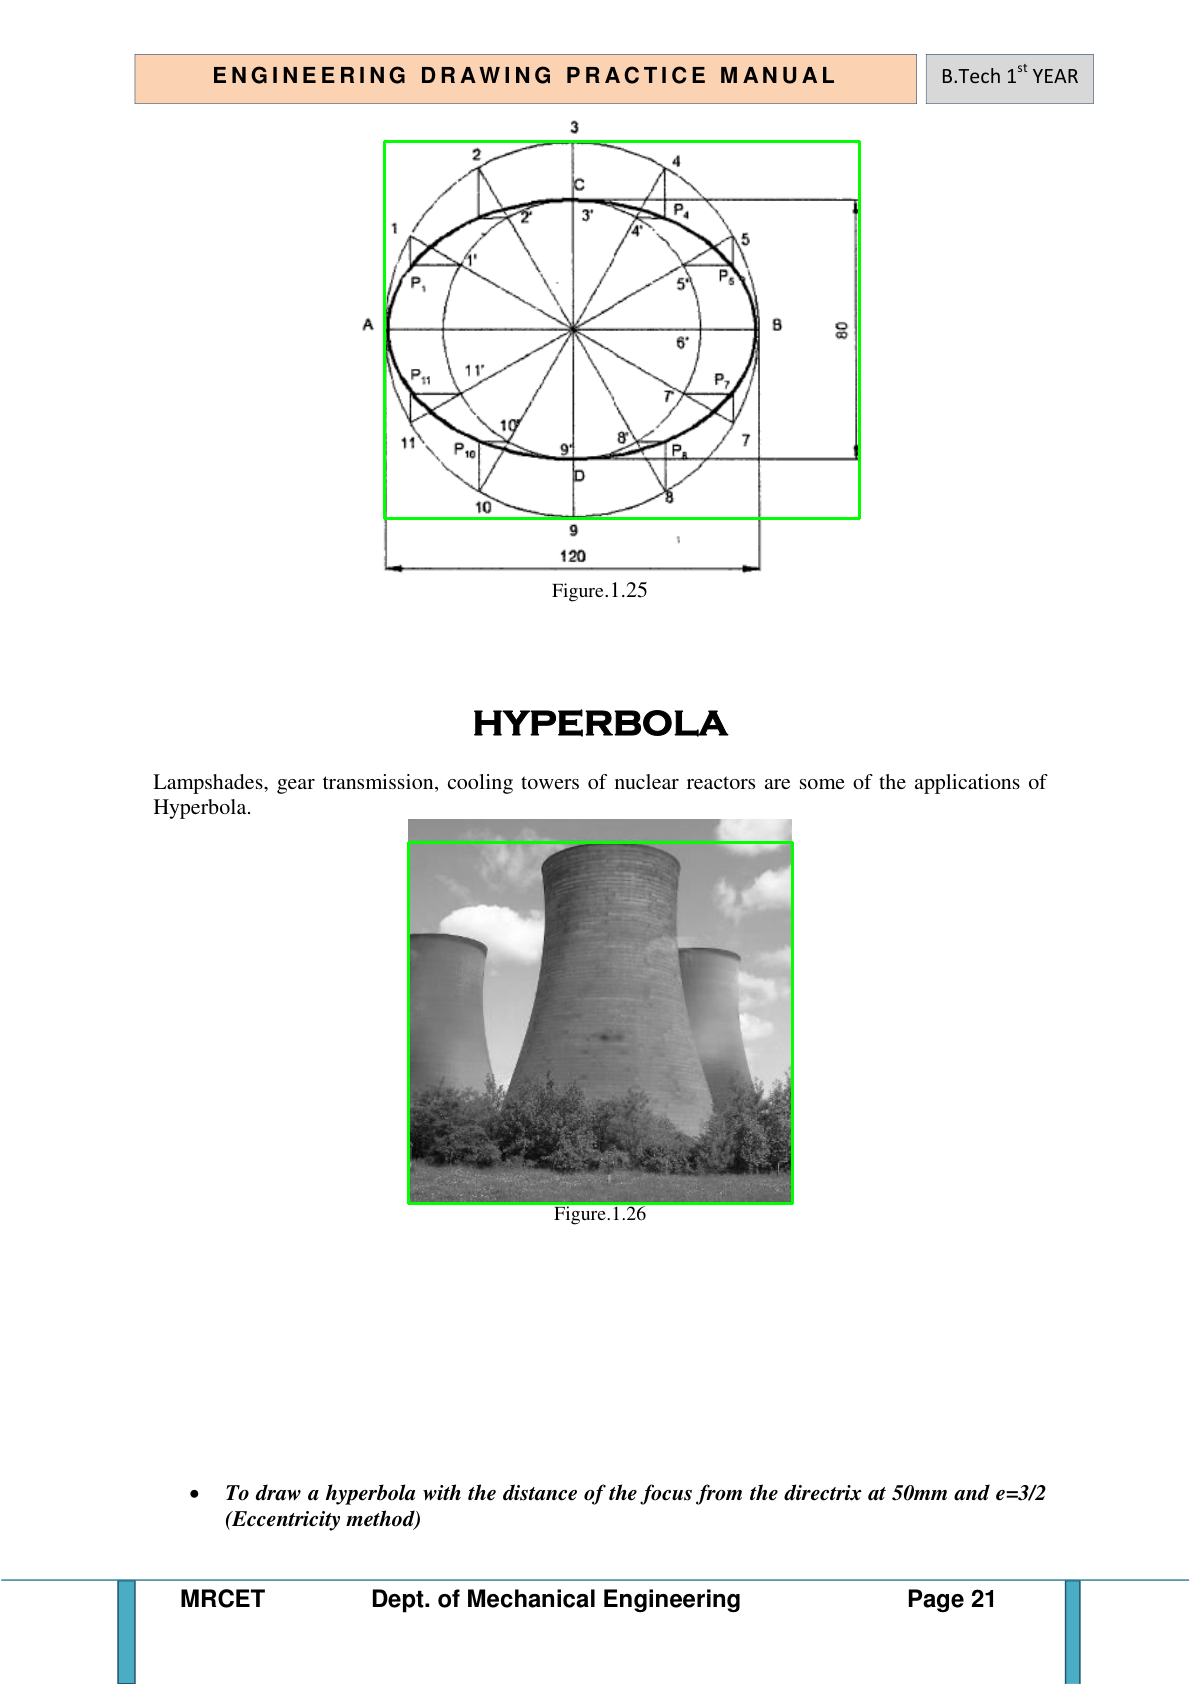 ENGINEERING DRAWING PRACTICE MANUAL
B.Tech 1st YEAR
3
2
4
C
P4
2'
3'
4'
1
5
1'
P1
5'
P5
A
B
6'
80
P11
11'
7'
P7
10'
8'
11
P10
9'
P8
7
D
10
8
9
120
Figure.1.25
HYPERBOLA
Lampshades, gear transmission, cooling towers of nuclear reactors are some of the applications of
Hyperbola.
Figure.1.26
• To draw a hyperbola with the distance of the focus from the directrix at 50mm and e=3/2
(Eccentricity method)
MRCET Dept. of Mechanical Engineering Page 21